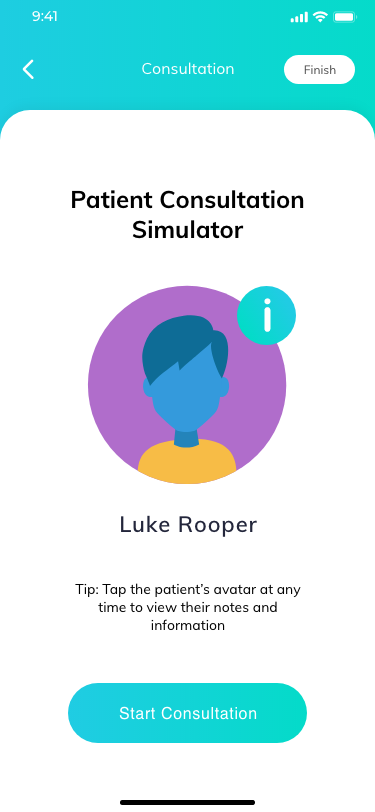 9:41
Consultation
Finish
Patient Consultation
Simulator
i
Luke Rooper
Tip: Tap the patient's avatar at any
time to view their notes and
information
Start Consultation